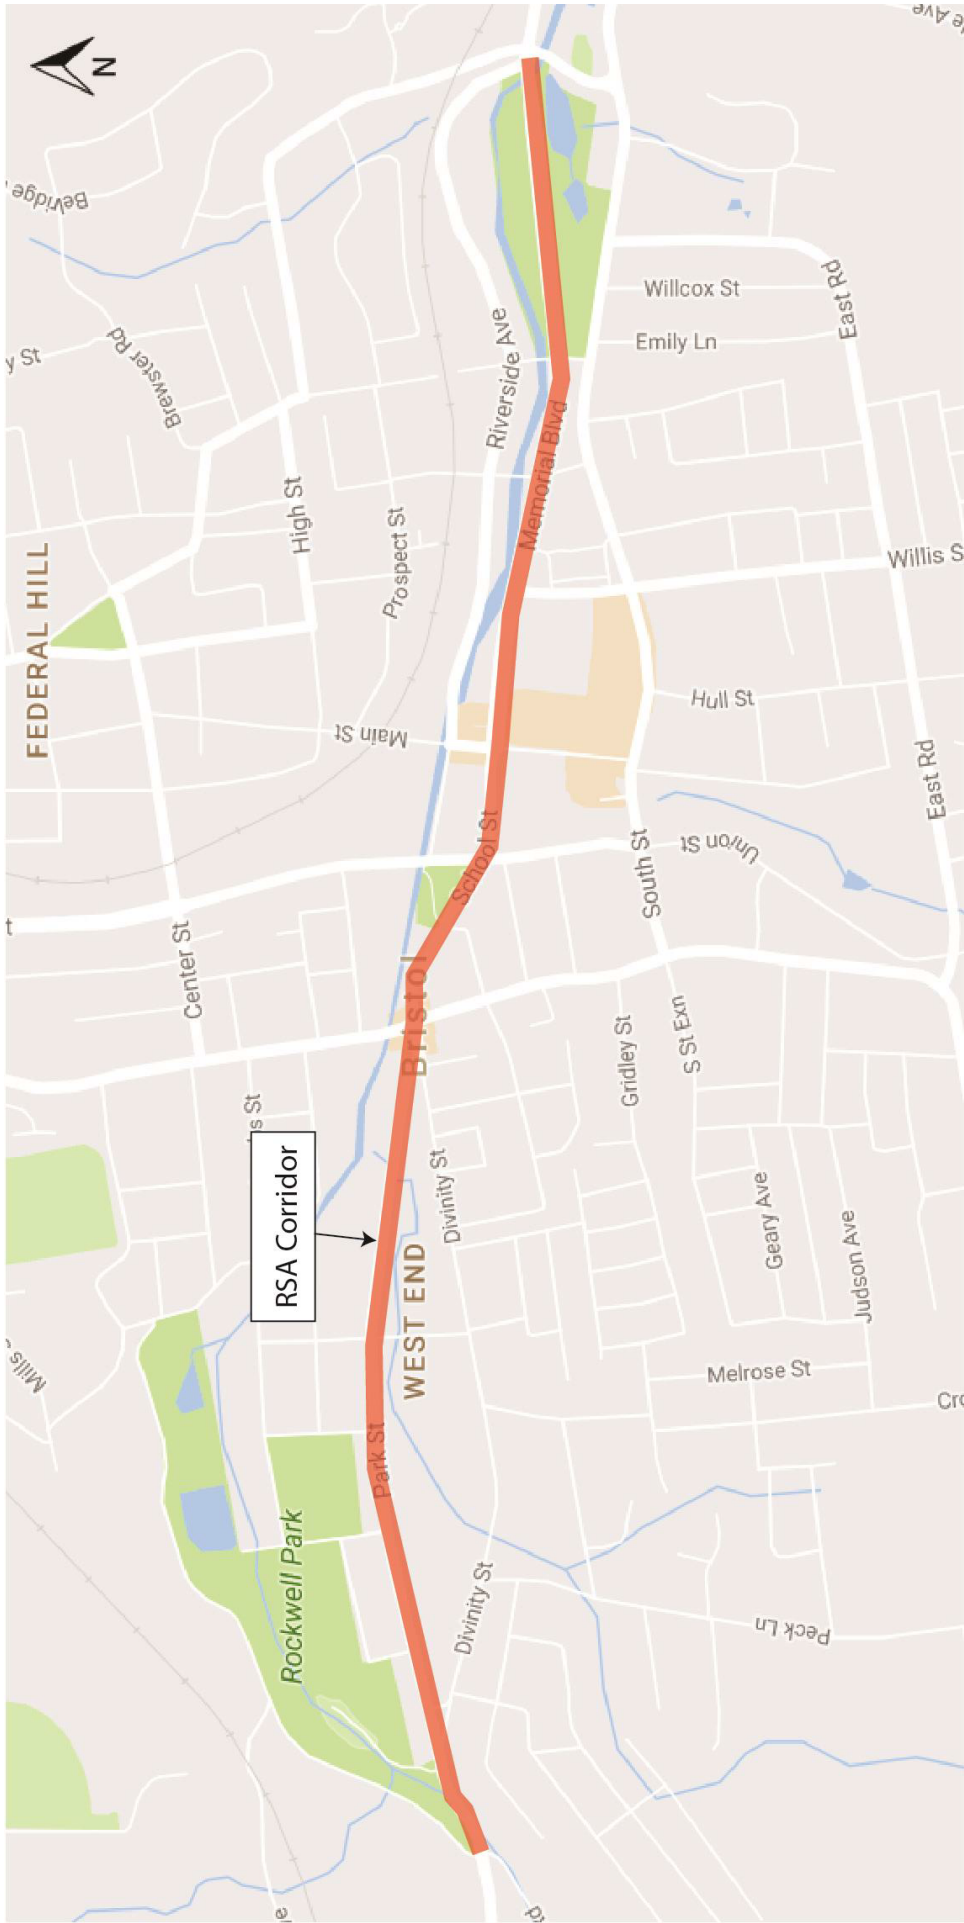 N
Belridge
Brewster Rd
y St
FEDERAL HILL
High St
Prospect St
Riverside Ave
Memorial Blvd
Willcox St
Emily Ln
East Rd
Willis S
Hull St
Main St
East Rd
School St
South St
Union St
t
Center St
Bristol
Gridley St
S St Exn
RSA Corridor
Divinity St
WEST END
Geary Ave
Judson Ave
Melrose St
Park St
Rockwell Park
Divinity St
Peck Ln